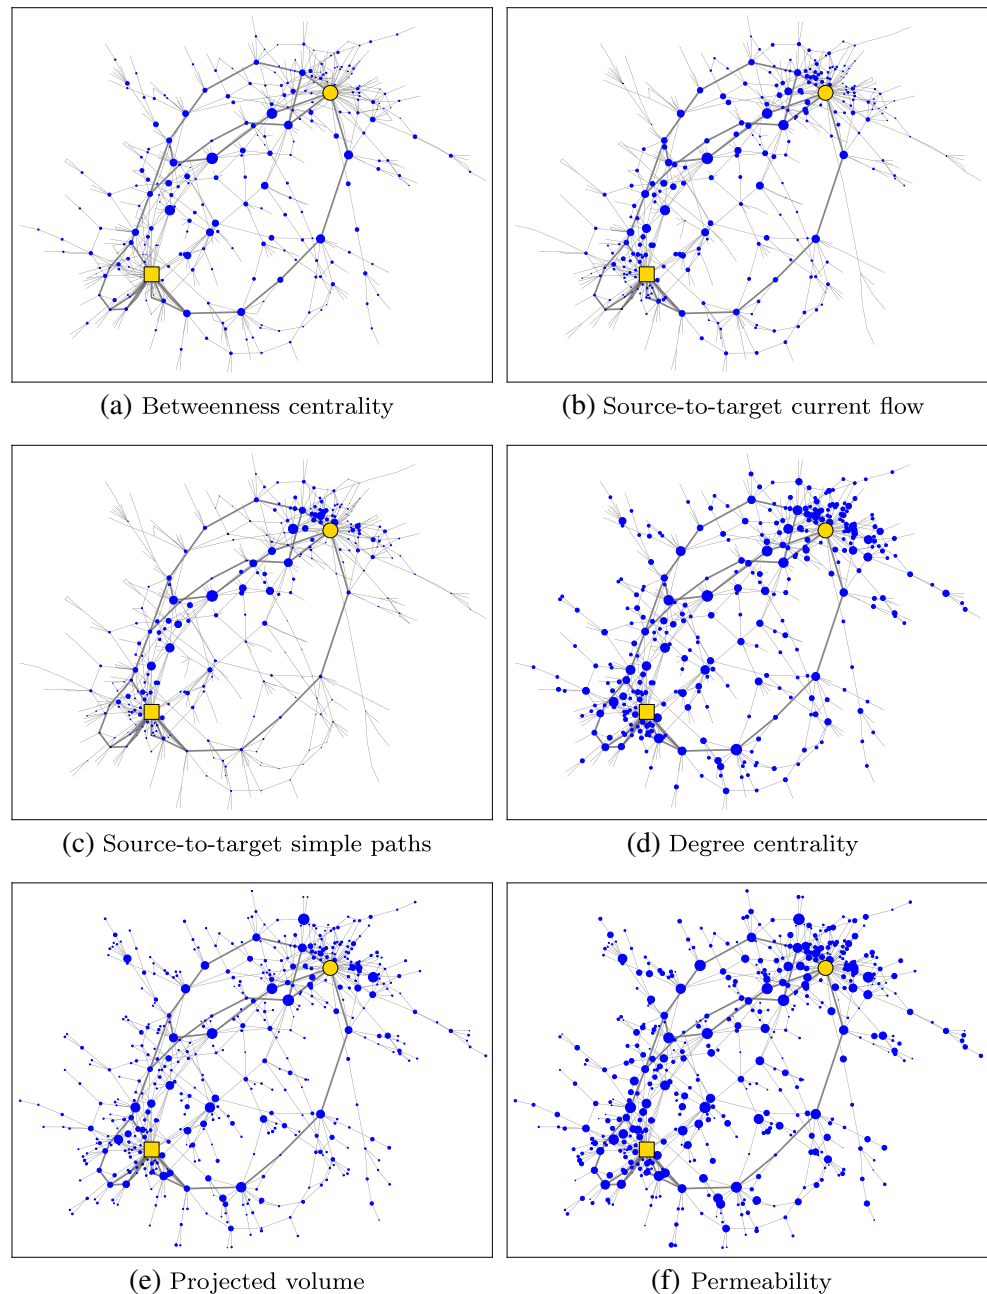 (a) Betweenness centrality
(b) Source-to-target current flow
(c) Source-to-target simple paths
(d) Degree centrality
(e) Projected volume
(f) Permeability